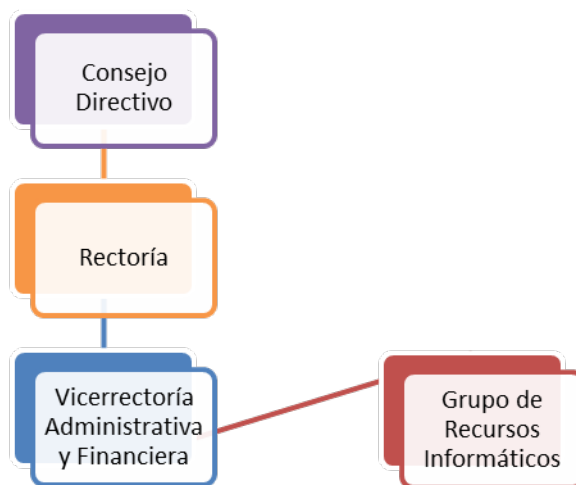 Consejo
Directivo
Rectoría
Vicerrectoría
Administrativa
y Financiera
Grupo de
Recursos
Informáticos